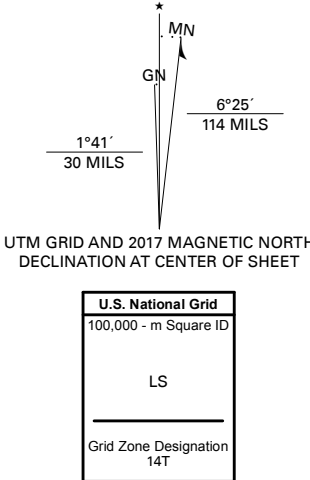 MN
GN
6°25´
114 MILS
1°41´
30 MILS
UTM GRID AND 2017 MAGNETIC NORTH
DECLINATION AT CENTER OF SHEET
U.S. National Grid
100,000 - m Square ID
LS
Grid Zone Designation
14T